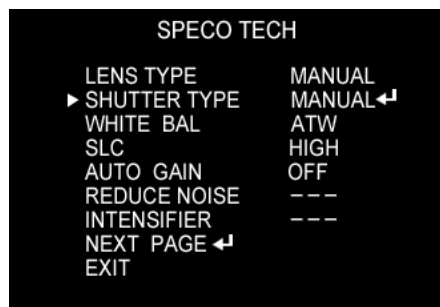 SPECO TECH
LENS TYPE MANUAL
▶ SHUTTER TYPE MANUAL↵
WHITE BAL ATW
SLC HIGH
AUTO GAIN OFF
REDUCE NOISE ---
INTENSIFIER ---
NEXT PAGE ↵
EXIT